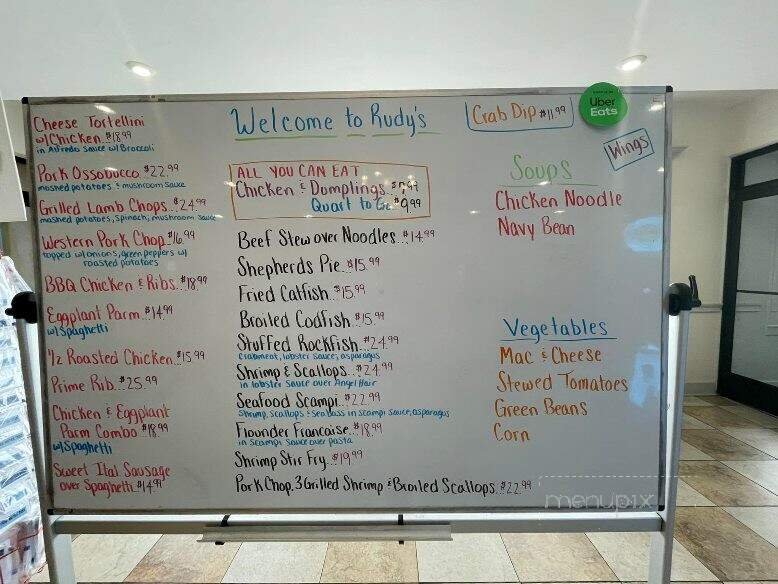 Cheese Tortellini
w/Chicken..$18.99
in Alfredo Sauce w/ Broccoli
Pork Ossobucco..$22.99
mashed potatoes & mushroom sauce
Grilled Lamb Chops..$24.99
mashed potatoes, spinach, mushroom sauce
Western Pork Chop.$16.99
topped w/onions, green peppers w/
roasted potatoes
BBQ Chicken & Ribs..$18.99
Eggplant Parm..$14.99
w/Spaghetti
1/2 Roasted Chicken..$15.99
Prime Rib..$25.99
Chicken & Eggplant
Parm Combo..$18.99
w/Spaghetti
Sweet Ital Sausage
over Spaghetti..$14.99
Welcome to Rudy's
ALL YOU CAN EAT
Chicken & Dumplings..
Quart to Go
Beef Stew over Noodles..$14.99
Shepherds Pie..$15.99
Fried Catfish..$15.99
Broiled Codfish..$15.99
Stuffed Rockfish..$24.99
crabmeat, lobster sauce, asparagus
Shrimp & Scallops..$24.99
in lobster sauce over Angel Hair
Seafood Scampi..$22.99
Shrimp, scallops & Sea Bass in scampi sauce, asparagus
Flounder Francaise..$18.99
in Scampi Sauce over pasta
Shrimp Stir Fry..$19.99
Pork Chop, 3 Grilled Shrimp & Broiled Scallops..$22.99
Crab Dip $11.99
Uber
Eats
Wings
Soups
Chicken Noodle
Navy Bean
Vegetables
Mac & Cheese
Stewed Tomatoes
Green Beans
Corn
menupix